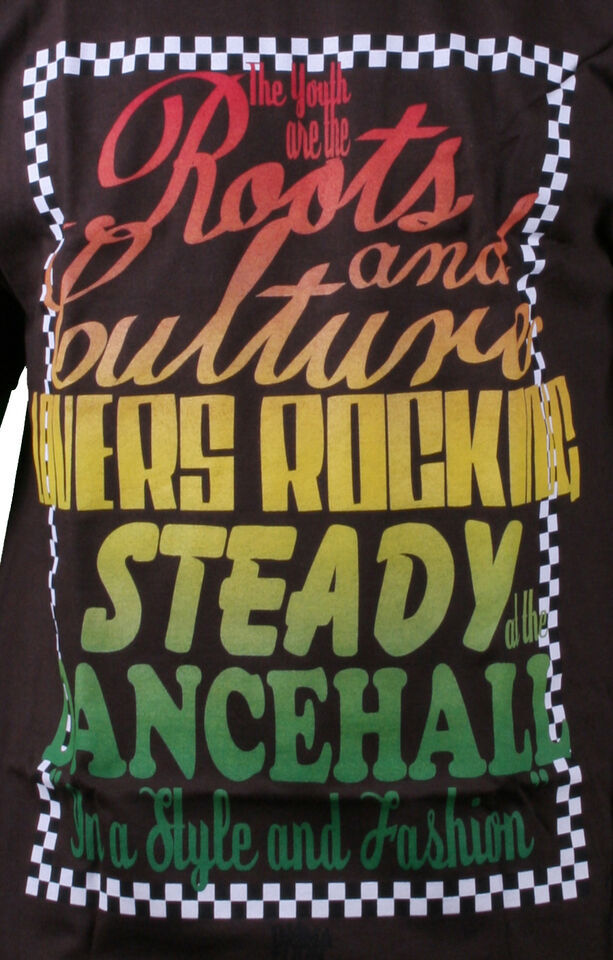 The Youth
are the
Roots
and
Culture
LOVERS ROCKING
STEADY
at the
DANCEHALL
"In a Style and Fashion"